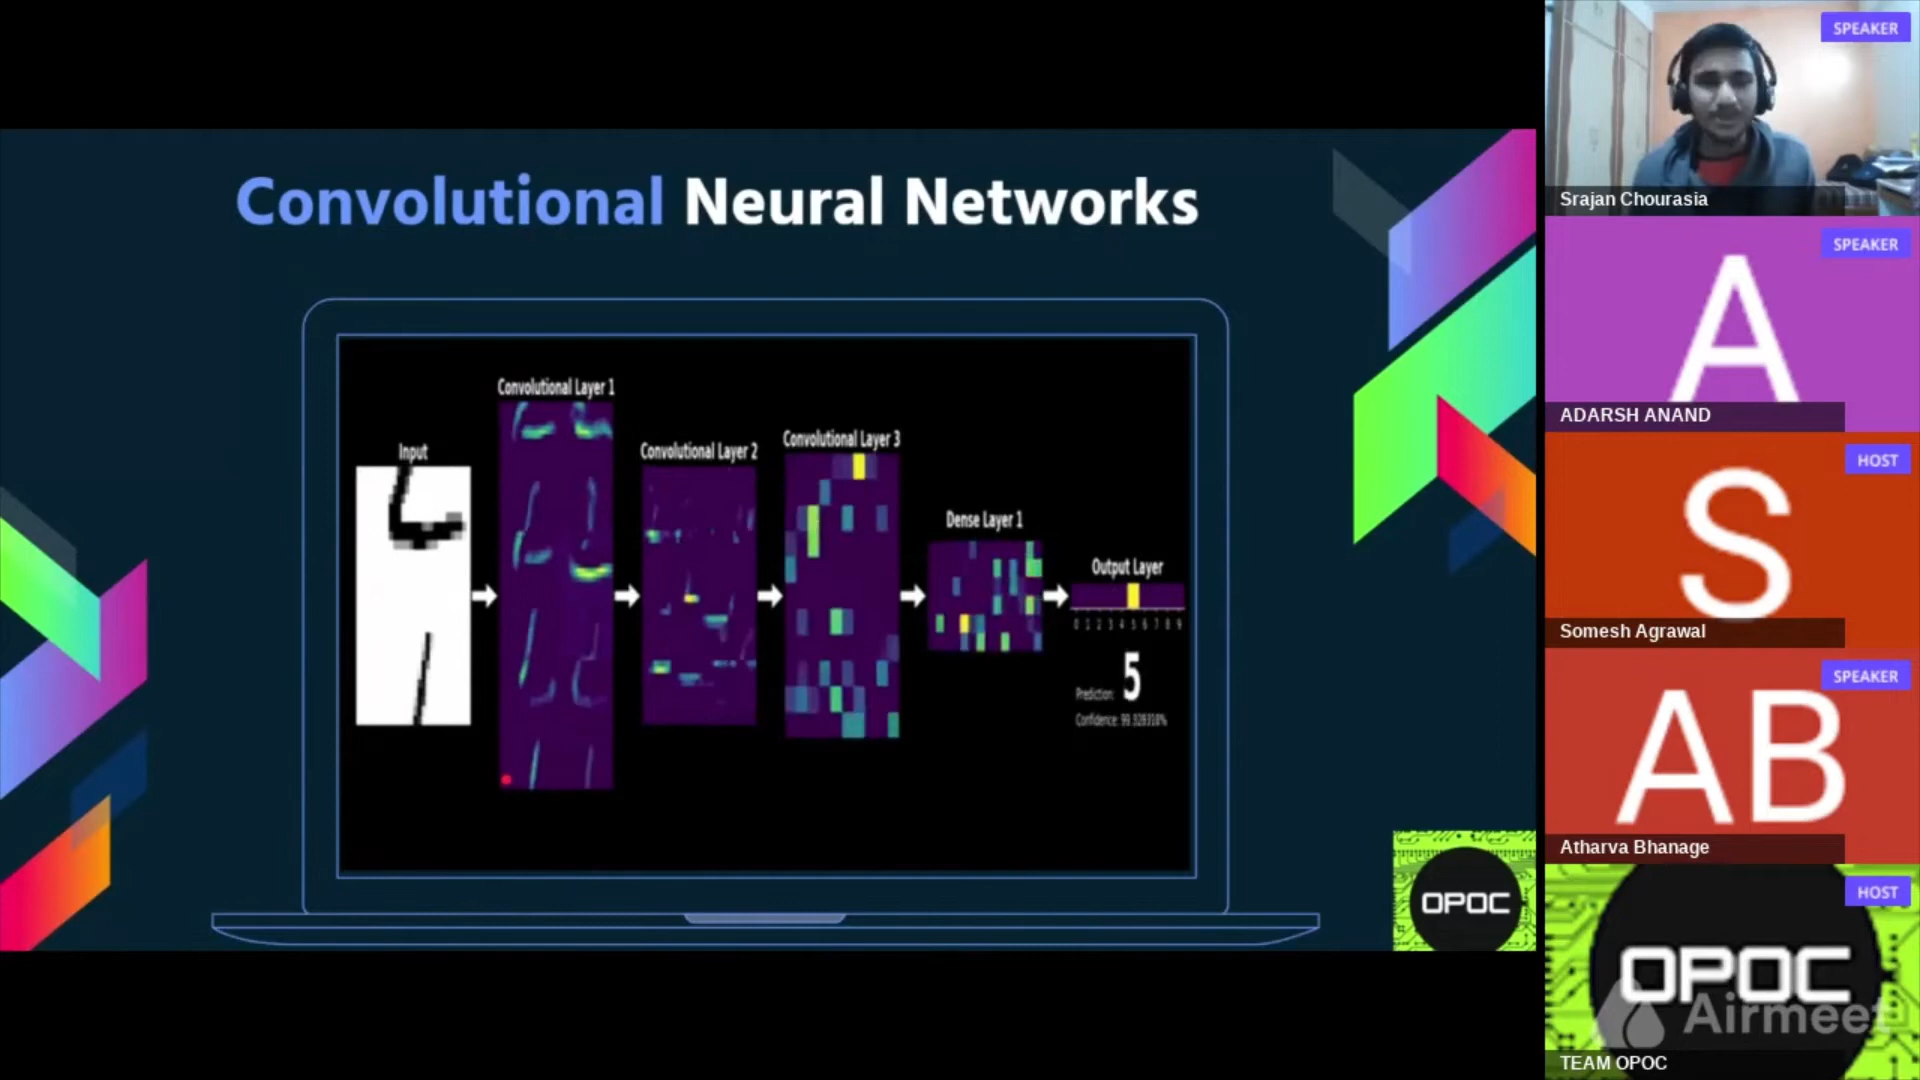 Convolutional Neural Networks
Input
Convolutional Layer 1
Convolutional Layer 2
Convolutional Layer 3
Dense Layer 1
Output Layer
0 1 2 3 4 5 6 7 8 9
Prediction: 5
Confidence:
OPOC
SPEAKER
Srajan Chourasia
SPEAKER
A
ADARSH ANAND
HOST
S
Somesh Agrawal
SPEAKER
AB
Atharva Bhanage
HOST
OPOC
Airmeet
TEAM OPOC